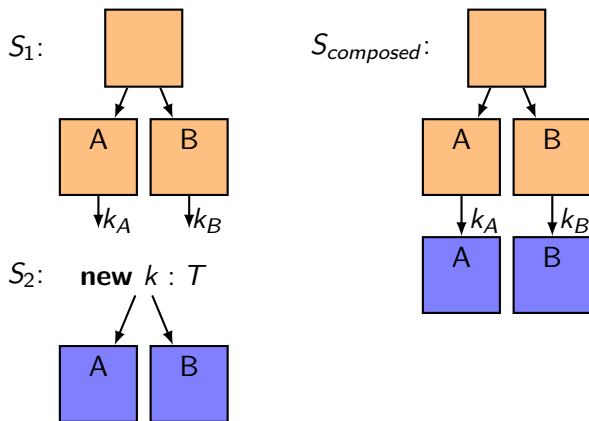 S₁:
S_composed:
A B
A B
k_A k_B
k_A k_B
A B
S₂: new k : T
A B